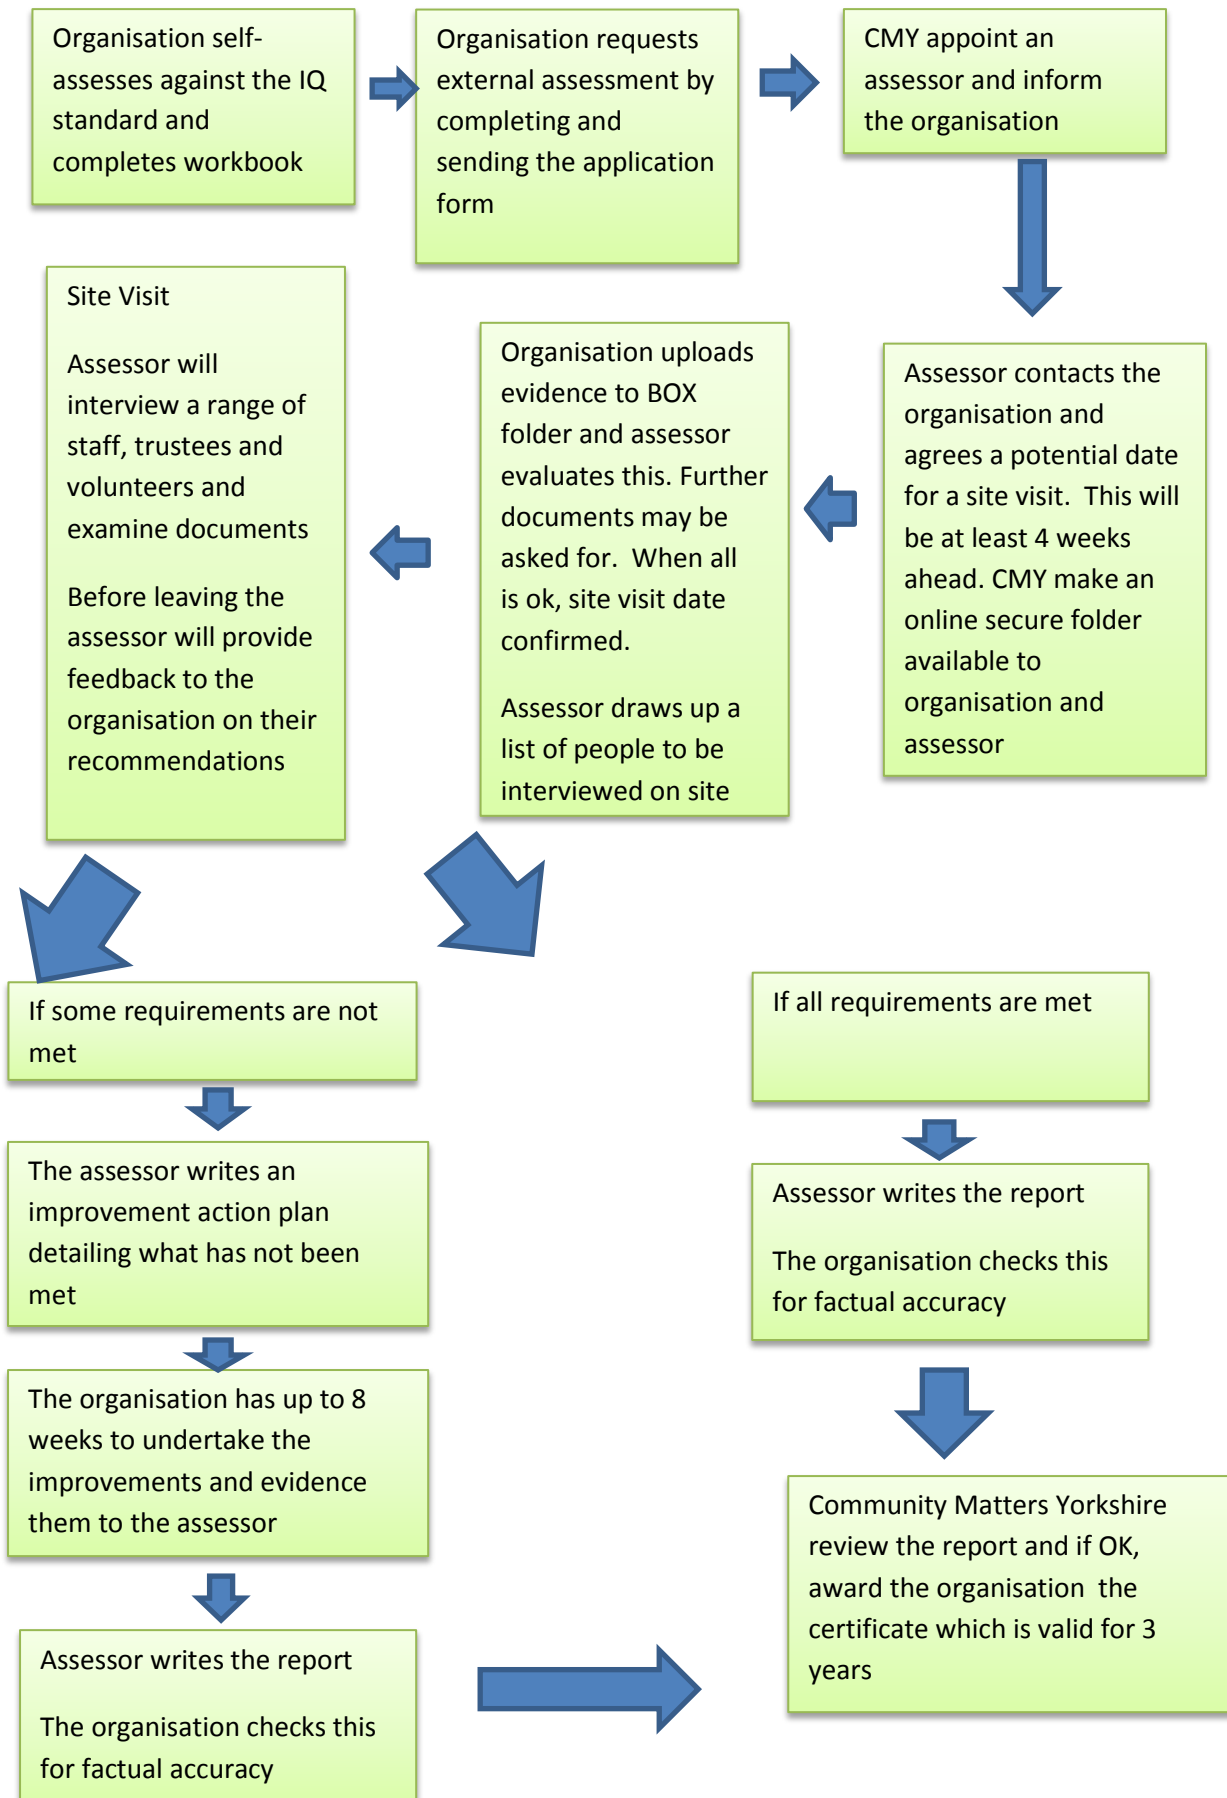 Organisation self-
assesses against the IQ
standard and
completes workbook
Organisation requests
external assessment by
completing and
sending the application
form
CMY appoint an
assessor and inform
the organisation
Assessor contacts the
organisation and
agrees a potential date
for a site visit.  This will
be at least 4 weeks
ahead. CMY make an
online secure folder
available to
organisation and
assessor
Organisation uploads
evidence to BOX
folder and assessor
evaluates this. Further
documents may be
asked for.  When all
is ok, site visit date
confirmed.
Assessor draws up a
list of people to be
interviewed on site
Site Visit
Assessor will
interview a range of
staff, trustees and
volunteers and
examine documents
Before leaving the
assessor will provide
feedback to the
organisation on their
recommendations
If some requirements are not
met
The assessor writes an
improvement action plan
detailing what has not been
met
The organisation has up to 8
weeks to undertake the
improvements and evidence
them to the assessor
Assessor writes the report
The organisation checks this
for factual accuracy
If all requirements are met
Assessor writes the report
The organisation checks this
for factual accuracy
Community Matters Yorkshire
review the report and if OK,
award the organisation  the
certificate which is valid for 3
years